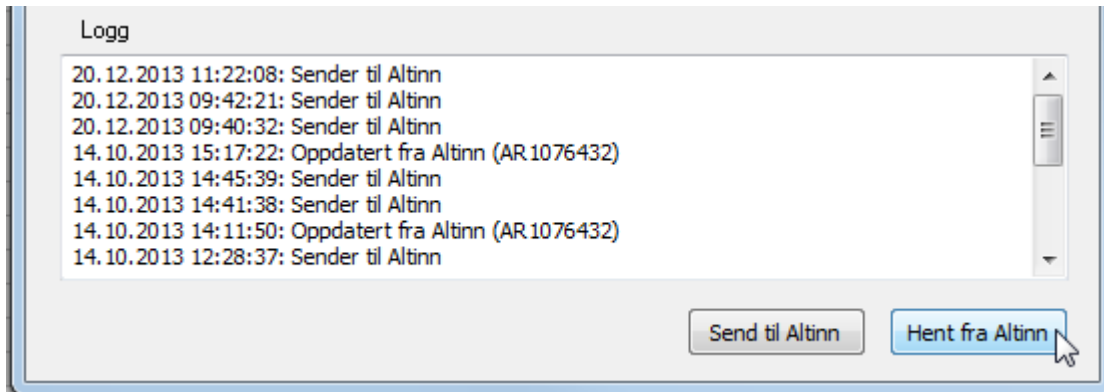 Logg
20.12.2013 11:22:08: Sender til Altinn
20.12.2013 09:42:21: Sender til Altinn
20.12.2013 09:40:32: Sender til Altinn
14.10.2013 15:17:22: Oppdatert fra Altinn (AR1076432)
14.10.2013 14:45:39: Sender til Altinn
14.10.2013 14:41:38: Sender til Altinn
14.10.2013 14:11:50: Oppdatert fra Altinn (AR1076432)
14.10.2013 12:28:37: Sender til Altinn
Send til Altinn Hent fra Altinn